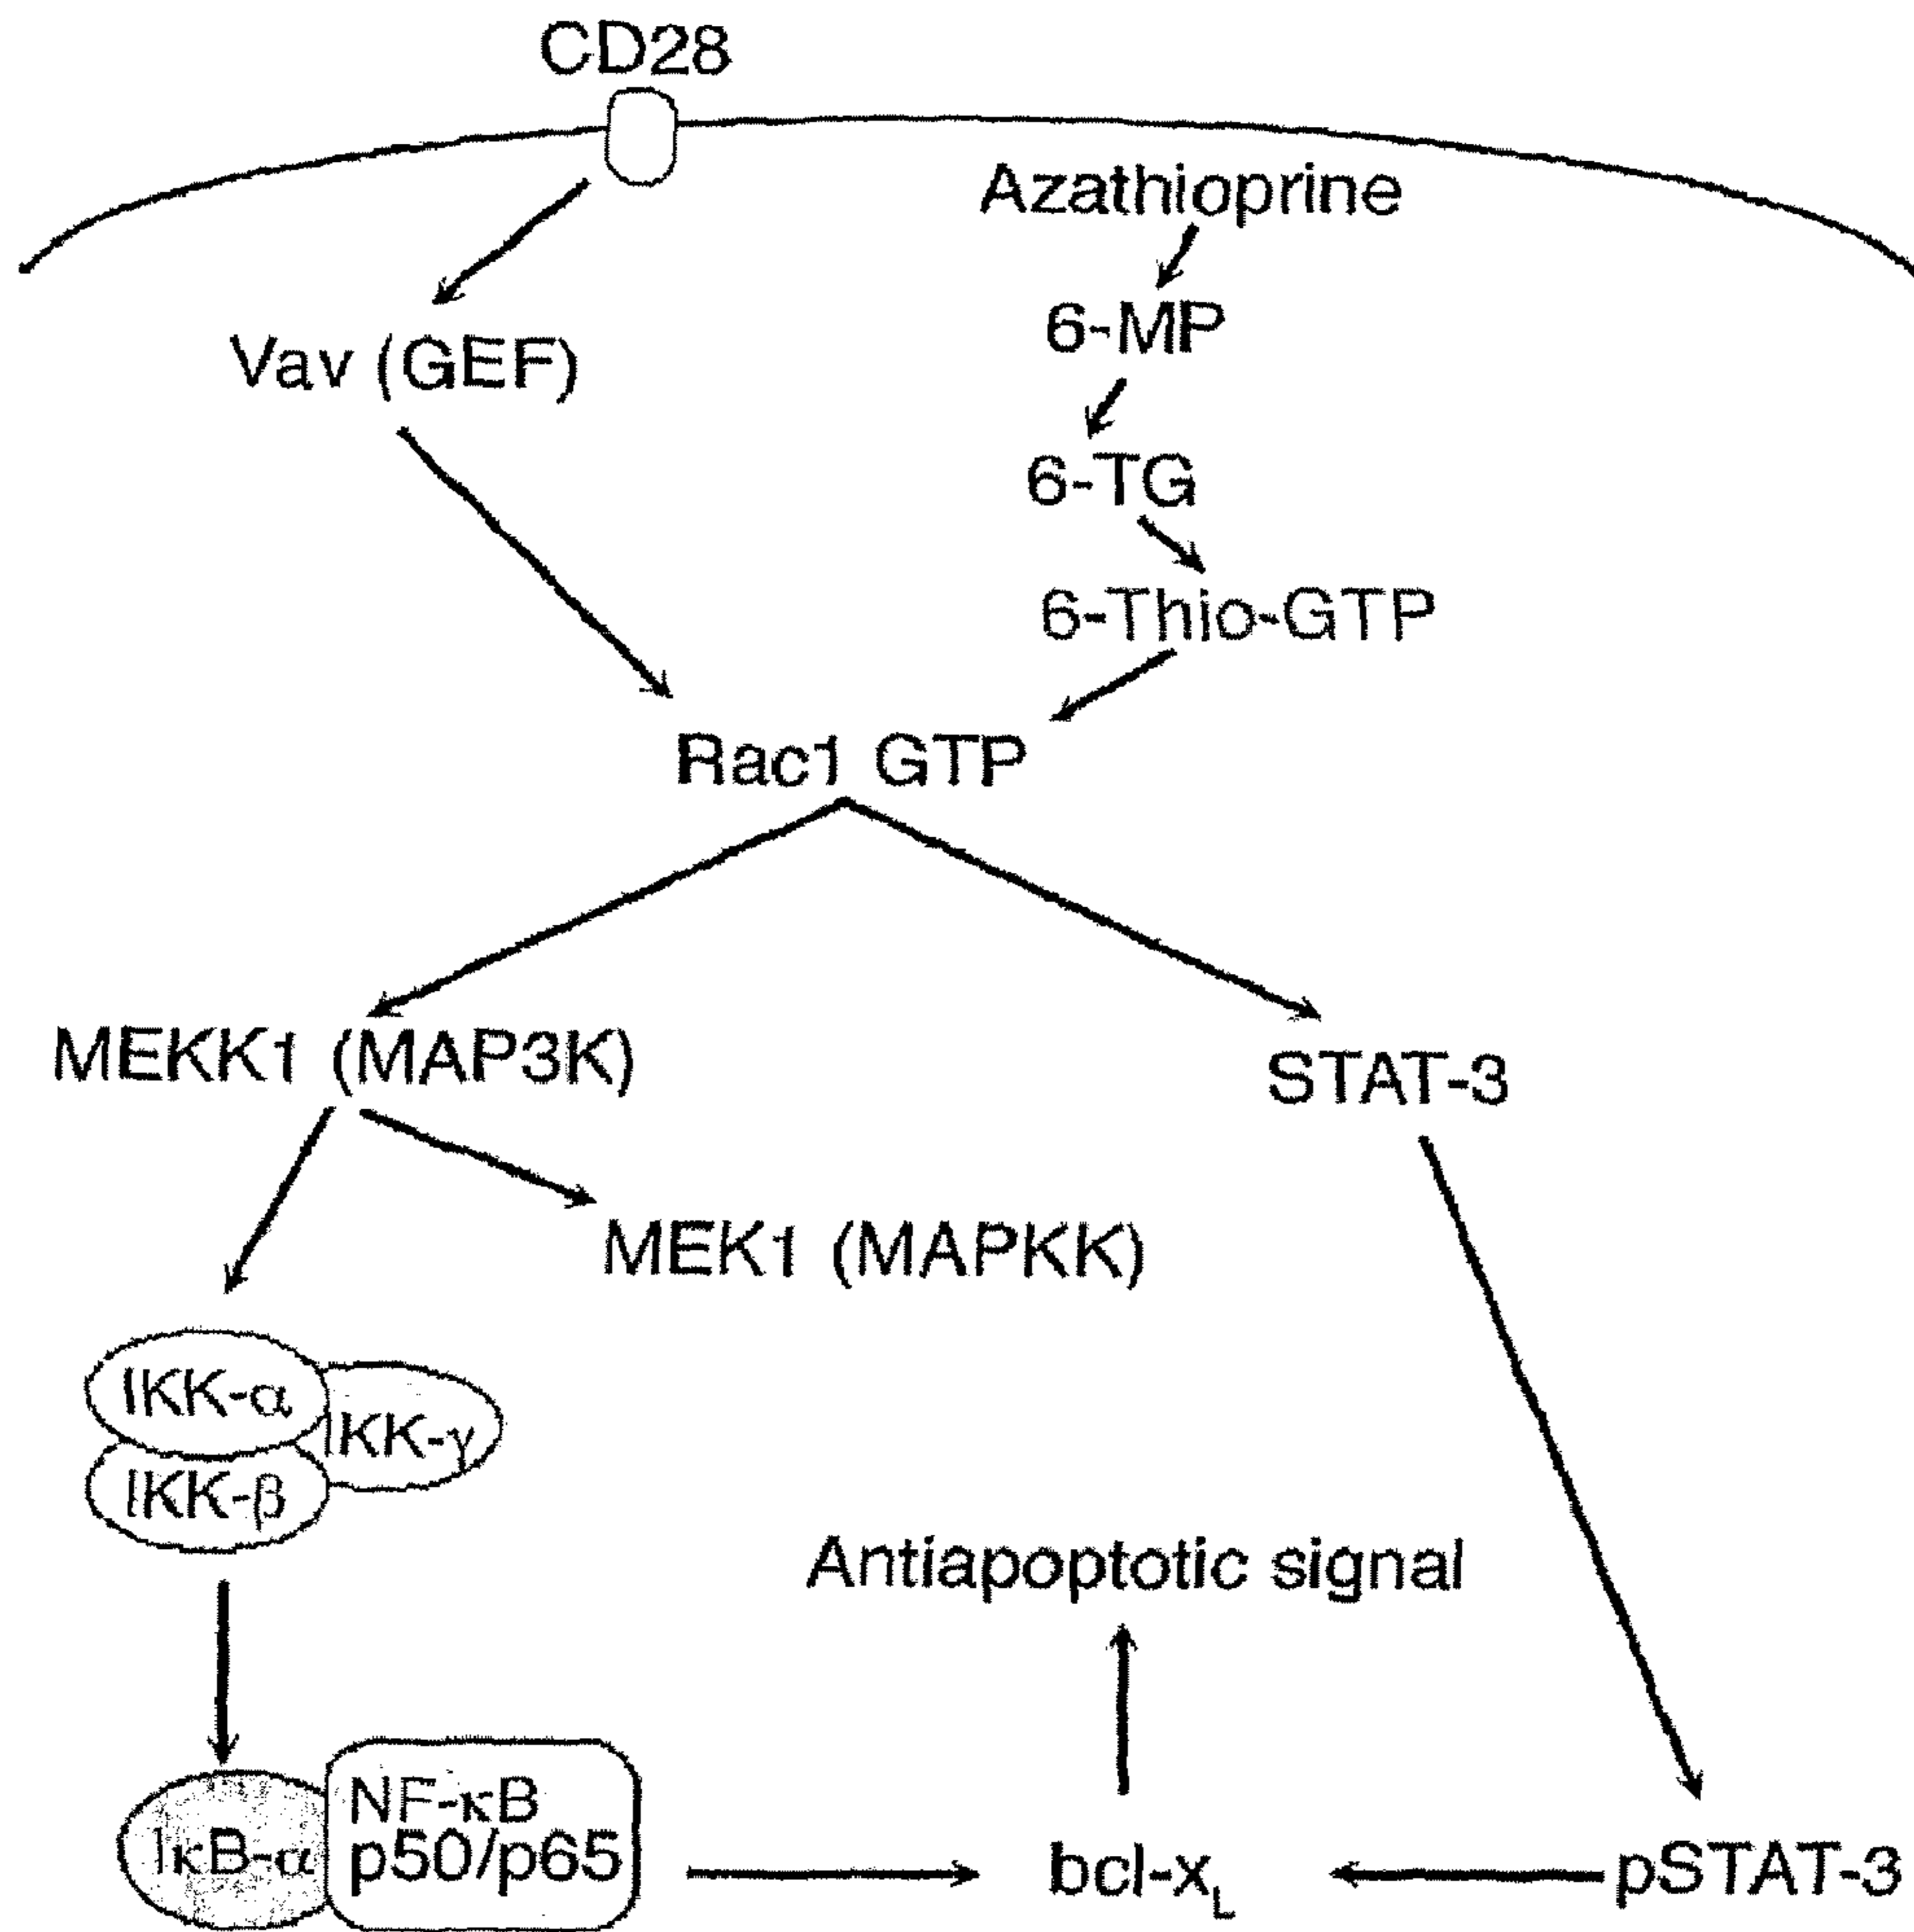 CD28
Azathioprine
6-MP
Vav (GEF)
6-TG
6-Thio-GTP
Rac1 GTP
MEKK1 (MAP3K)
STAT-3
MEK1 (MAPKK)
IKK-α
IKK-γ
IKK-β
Antiapoptotic signal
NF-κB
IκB-α
p50/p65
bcl-xL
pSTAT-3